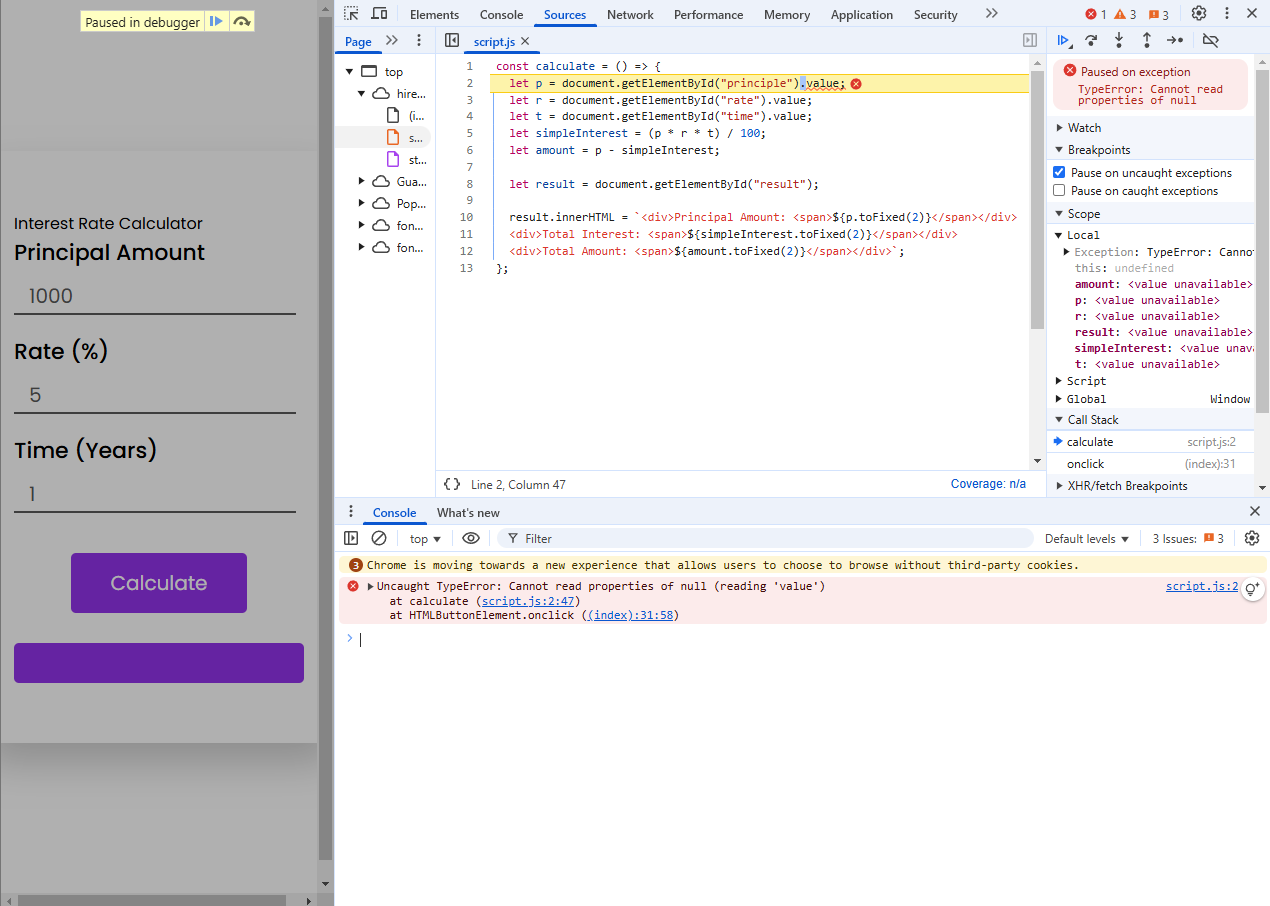 Paused in debugger
Interest Rate Calculator
Principal Amount
1000
Rate (%)
5
Time (Years)
1
Calculate
Elements Console Sources Network Performance Memory Application Security 1 3 3
Page
script.js
top
hire...
(i...
s...
st...
Gua...
Pop...
fon...
fon...
1 const calculate = () => {
2 let p = document.getElementById("principle").value;
3 let r = document.getElementById("rate").value;
4 let t = document.getElementById("time").value;
5 let simpleInterest = (p * r * t) / 100;
6 let amount = p - simpleInterest;
7
8 let result = document.getElementById("result");
9
10 result.innerHTML = `<div>Principal Amount: <span>${p.toFixed(2)}</span></div>
11 <div>Total Interest: <span>${simpleInterest.toFixed(2)}</span></div>
12 <div>Total Amount: <span>${amount.toFixed(2)}</span></div>`;
13 };
{} Line 2, Column 47 Coverage: n/a
Paused on exception
TypeError: Cannot read
properties of null
Watch
Breakpoints
Pause on uncaught exceptions
Pause on caught exceptions
Scope
Local
Exception: TypeError: Canno
this: undefined
amount: <value unavailable>
p: <value unavailable>
r: <value unavailable>
result: <value unavailable>
simpleInterest: <value unava
t: <value unavailable>
Script
Global Window
Call Stack
calculate script.js:2
onclick (index):31
XHR/fetch Breakpoints
Console What's new
top Filter Default levels 3 Issues: 3
3 Chrome is moving towards a new experience that allows users to choose to browse without third-party cookies.
Uncaught TypeError: Cannot read properties of null (reading 'value') script.js:2
at calculate (script.js:2:47)
at HTMLButtonElement.onclick ((index):31:58)